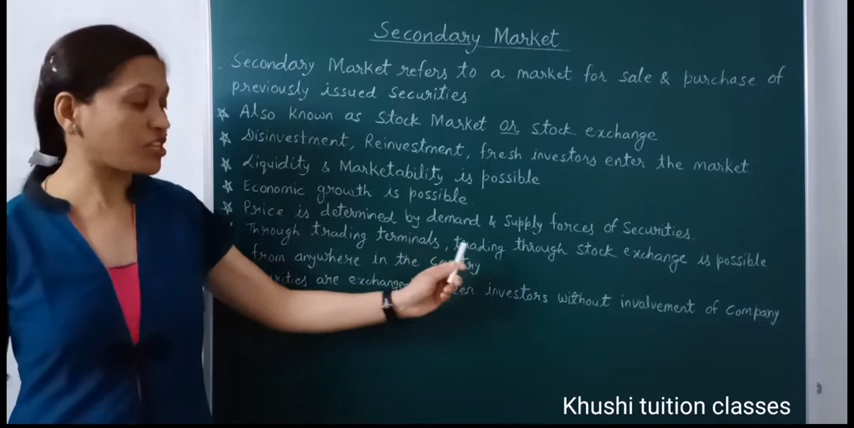 Secondary Market
Secondary Market refers to a market for sale & purchase of
previously issued securities
☆ Also known as Stock Market or stock exchange
☆ Disinvestment, Reinvestment, fresh investors enter the market
☆ Liquidity & Marketability is possible
☆ Economic growth is possible
☆ Price is determined by demand & supply forces of Securities.
Through trading terminals, trading through stock exchange is possible
from anywhere in the
are investors without involvement of Company
Khushi tuition classes